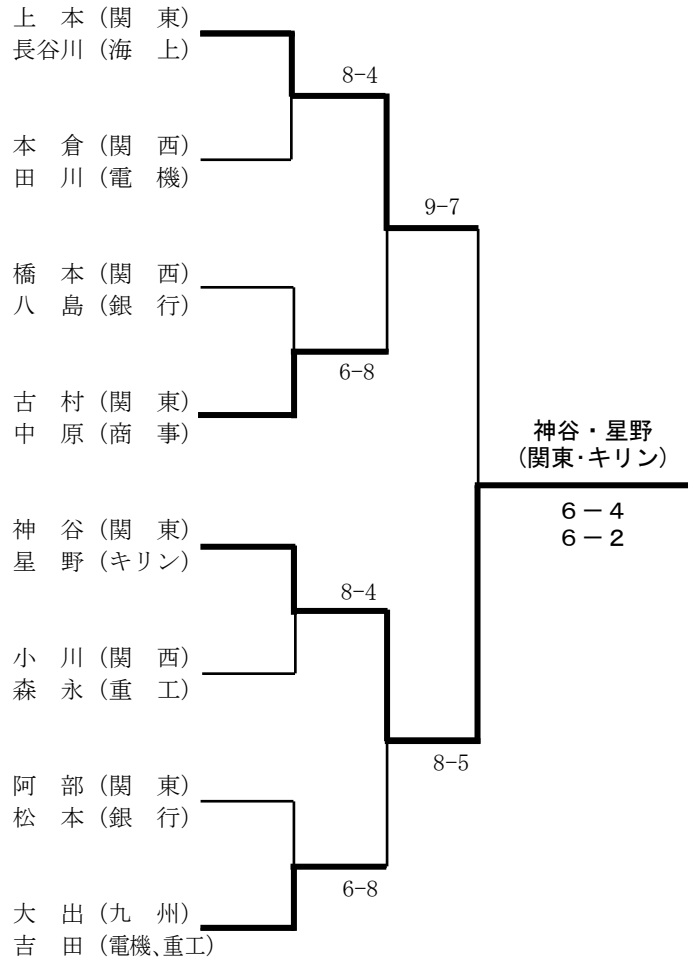 上　本（関　東）
長谷川（海　上）
8-4
本　倉（関　西）
田　川（電　機）
9-7
橋　本（関　西）
八　島（銀　行）
6-8
古　村（関　東）
中　原（商　事）
神谷・星野
（関東・キリン）
６－４
６－２
神　谷（関　東）
星　野（キリン）
8-4
小　川（関　西）
森　永（重　工）
8-5
阿　部（関　東）
松　本（銀　行）
6-8
大　出（九　州）
吉　田（電機、重工）